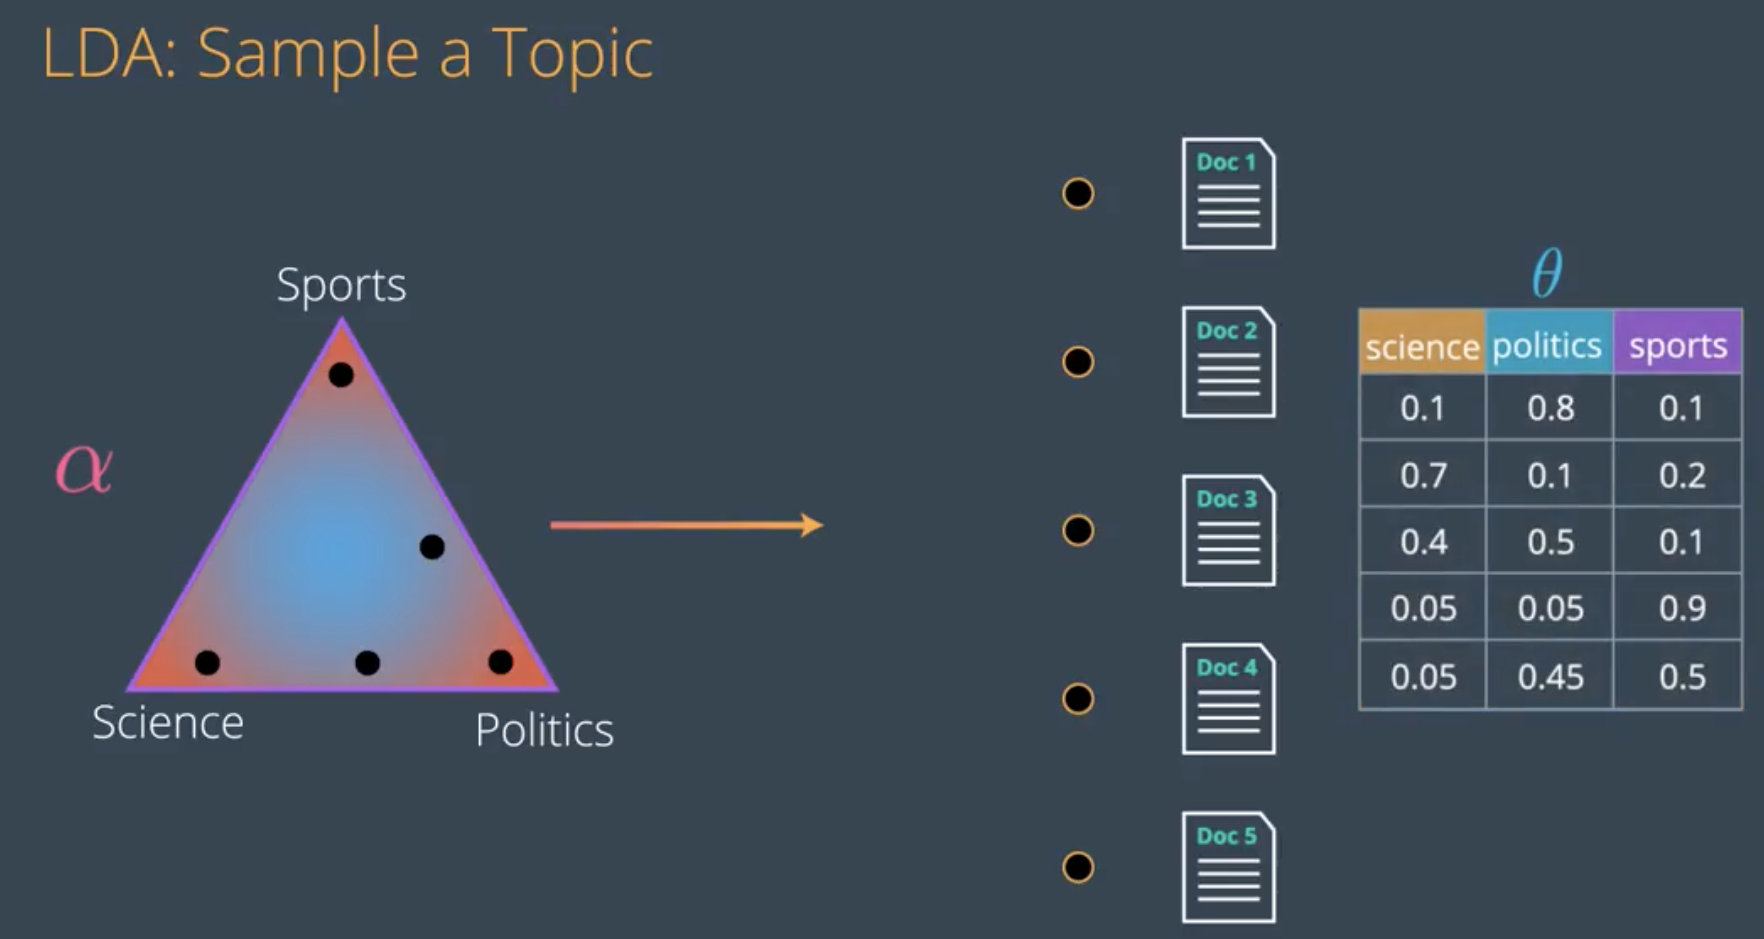 LDA: Sample a Topic
Sports
α
Science
Politics
Doc 1
Doc 2
Doc 3
Doc 4
Doc 5
θ
science politics sports
0.1 0.8 0.1
0.7 0.1 0.2
0.4 0.5 0.1
0.05 0.05 0.9
0.05 0.45 0.5